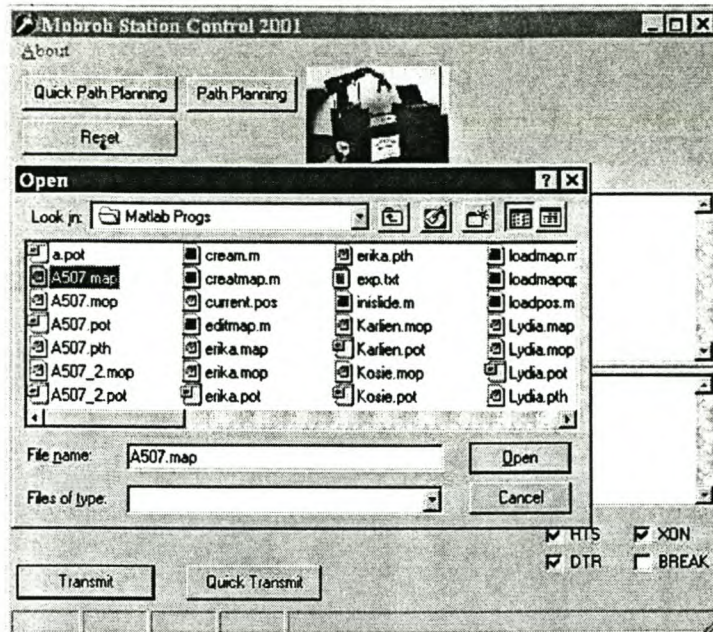 Mobrob Station Control 2001
About
Quick Path Planning Path Planning
Reset
Open
Look in: Matlab Progs
a.pot cream.m erika.pth loadmap.m
A507.map creatmap.m exp.txt loadmapqp
A507.mop current.pos inislide.m loadpos.m
A507.pot editmap.m Karlien.mop Lydia.map
A507.pth erika.map Karlien.pot Lydia.mop
A507_2.mop erika.mop Kosie.mop Lydia.pot
A507_2.pot erika.pot Kosie.pot Lydia.pth
File name: A507.map Open
Files of type: Cancel
RTS XON
DTR BREAK
Transmit Quick Transmit